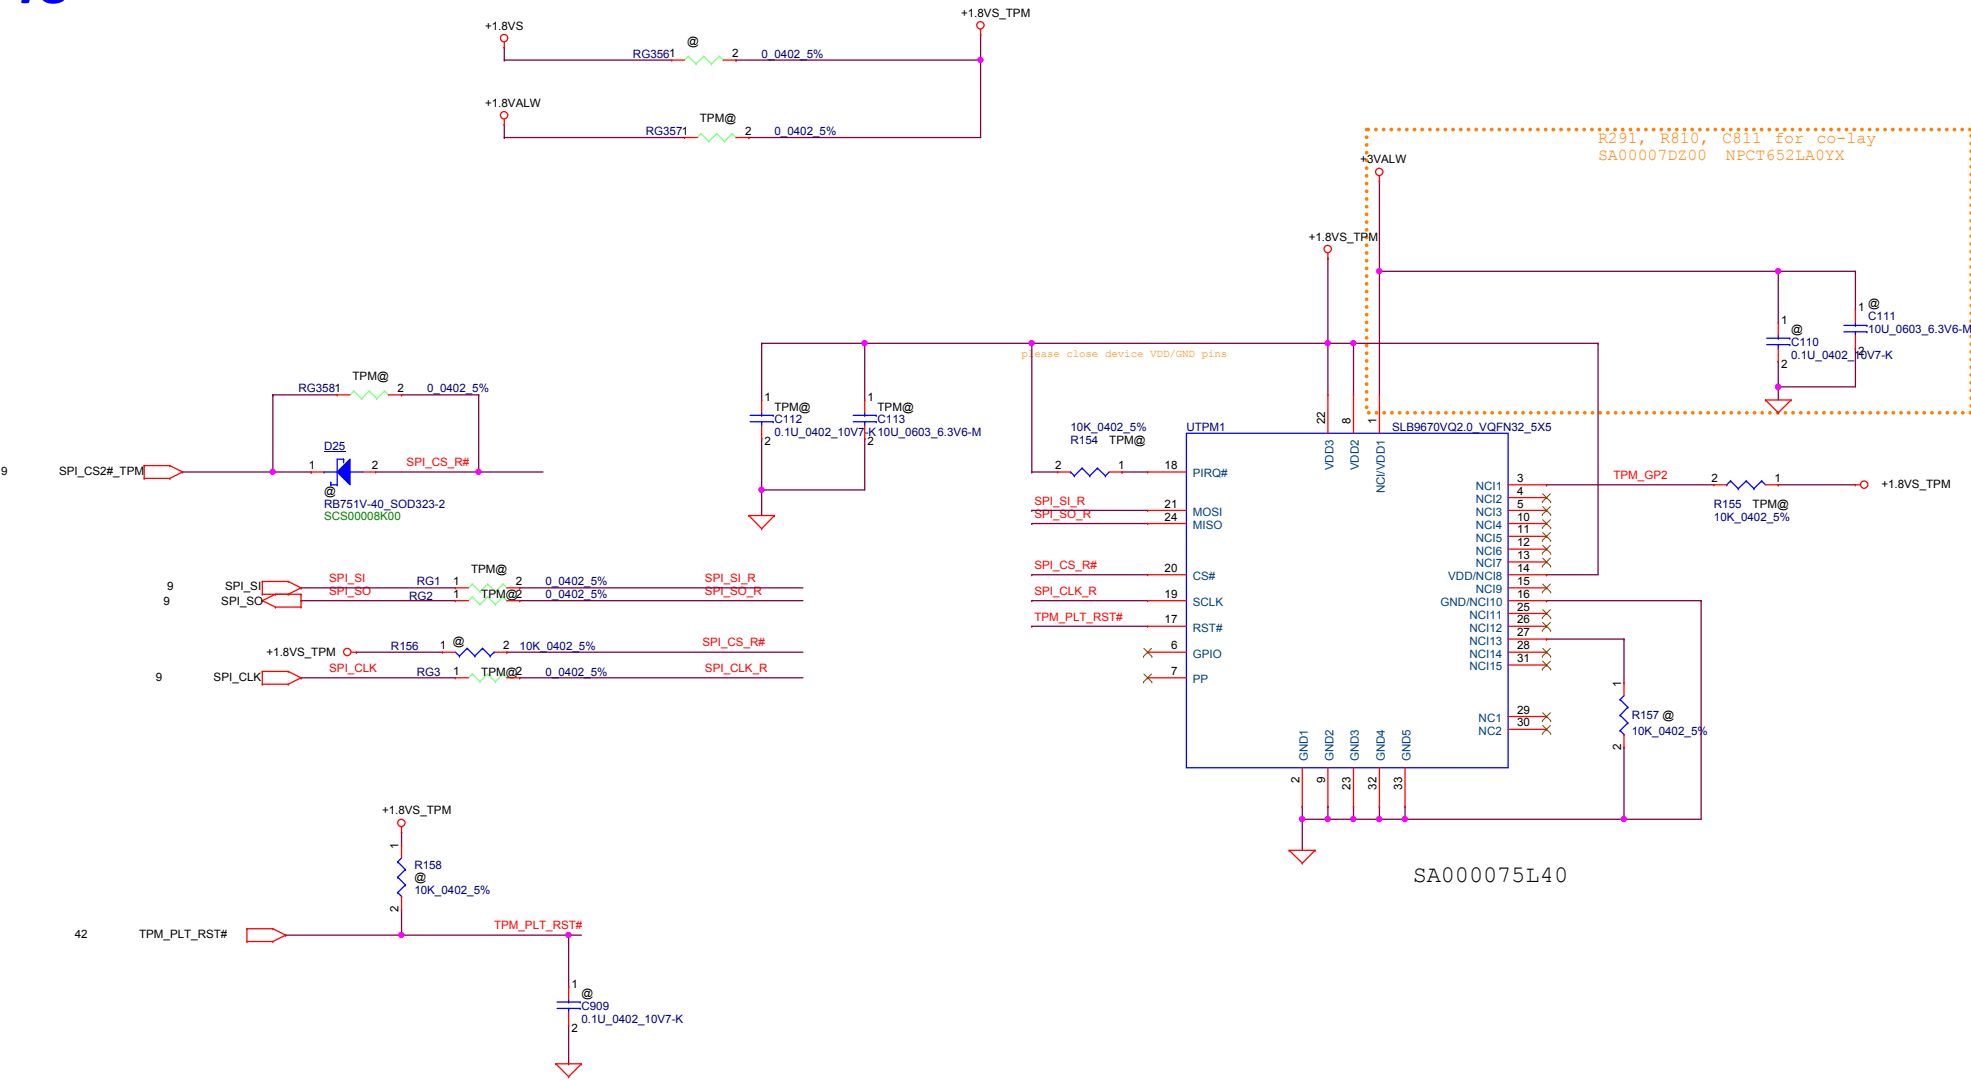 +1.8VS
+1.8VS_TPM
RG356 1 @ 2 0_0402_5%
+1.8VALW
RG357 1 TPM@ 2 0_0402_5%
R291, R810, C811 for co-lay
SA00007DZ00 NPCT652LA0YX
+3VALW
+1.8VS_TPM
1 @
C111
10U_0603_6.3V6-M
2
1 @
C110
0.1U_0402_10V7-K
2
please close device VDD/GND pins
RG358 1 TPM@ 2 0_0402_5%
D25
9 SPI_CS2#_TPM 1 2 SPI_CS_R#
@
RB751V-40_SOD323-2
SCS00008K00
1 TPM@
C112
0.1U_0402_10V7-K
2
1 TPM@
C113
10U_0603_6.3V6-M
2
10K_0402_5%
R154 TPM@
2 1
UTPM1
SLB9670VQ2.0_VQFN32_5X5
22 VDD3
8 VDD2
1 NCI/VDD1
18 PIRQ#
SPI_SI_R 21 MOSI
SPI_SO_R 24 MISO
SPI_CS_R# 20 CS#
SPI_CLK_R 19 SCLK
TPM_PLT_RST# 17 RST#
6 GPIO
7 PP
NCI1 3 TPM_GP2 2 1 +1.8VS_TPM
R155 TPM@
10K_0402_5%
NCI2 4
NCI3 5
NCI4 10
NCI5 11
NCI6 12
NCI7 13
VDD/NCI8 14
NCI9 15
GND/NCI10 16
NCI11 25
NCI12 26
NCI13 27
NCI14 28
NCI15 31
NC1 29
NC2 30
1
R157 @
10K_0402_5%
2
GND1 2
GND2 9
GND3 23
GND4 32
GND5 33
SA000075L40
9 SPI_SI SPI_SI RG1 1 TPM@ 2 0_0402_5% SPI_SI_R
9 SPI_SO SPI_SO RG2 1 TPM@ 2 0_0402_5% SPI_SO_R
+1.8VS_TPM R156 1 @ 2 10K_0402_5% SPI_CS_R#
9 SPI_CLK SPI_CLK RG3 1 TPM@ 2 0_0402_5% SPI_CLK_R
+1.8VS_TPM
1
R158
@
10K_0402_5%
2
42 TPM_PLT_RST# TPM_PLT_RST#
1 @
C909
0.1U_0402_10V7-K
2